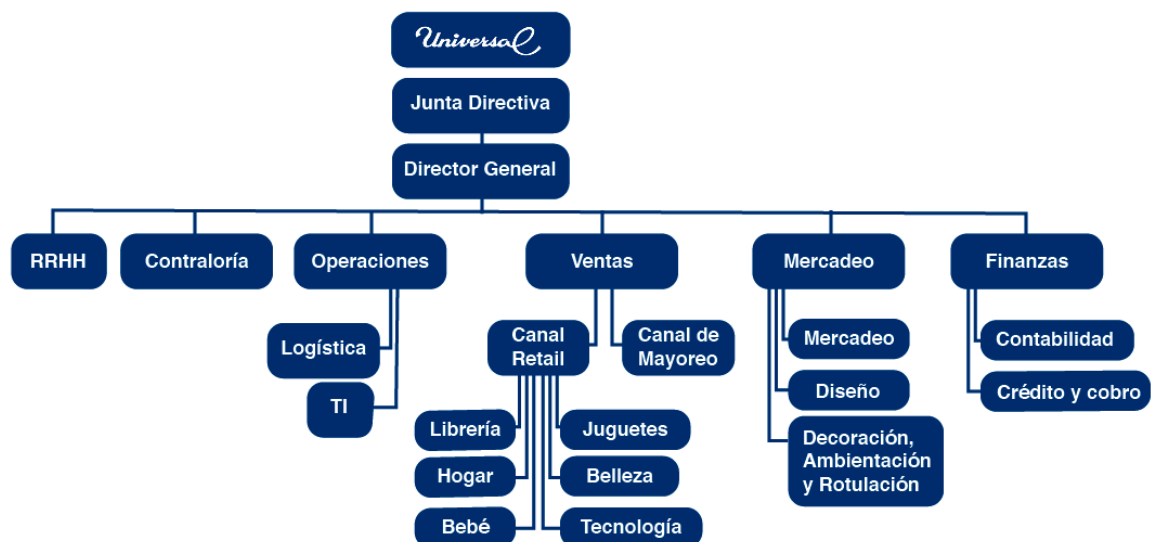 Universal
Junta Directiva
Director General
RRHH
Contraloría
Operaciones
Ventas
Mercadeo
Finanzas
Logística
TI
Canal
Retail
Canal de
Mayoreo
Librería
Juguetes
Hogar
Belleza
Bebé
Tecnología
Mercadeo
Diseño
Decoración,
Ambientación
y Rotulación
Contabilidad
Crédito y cobro